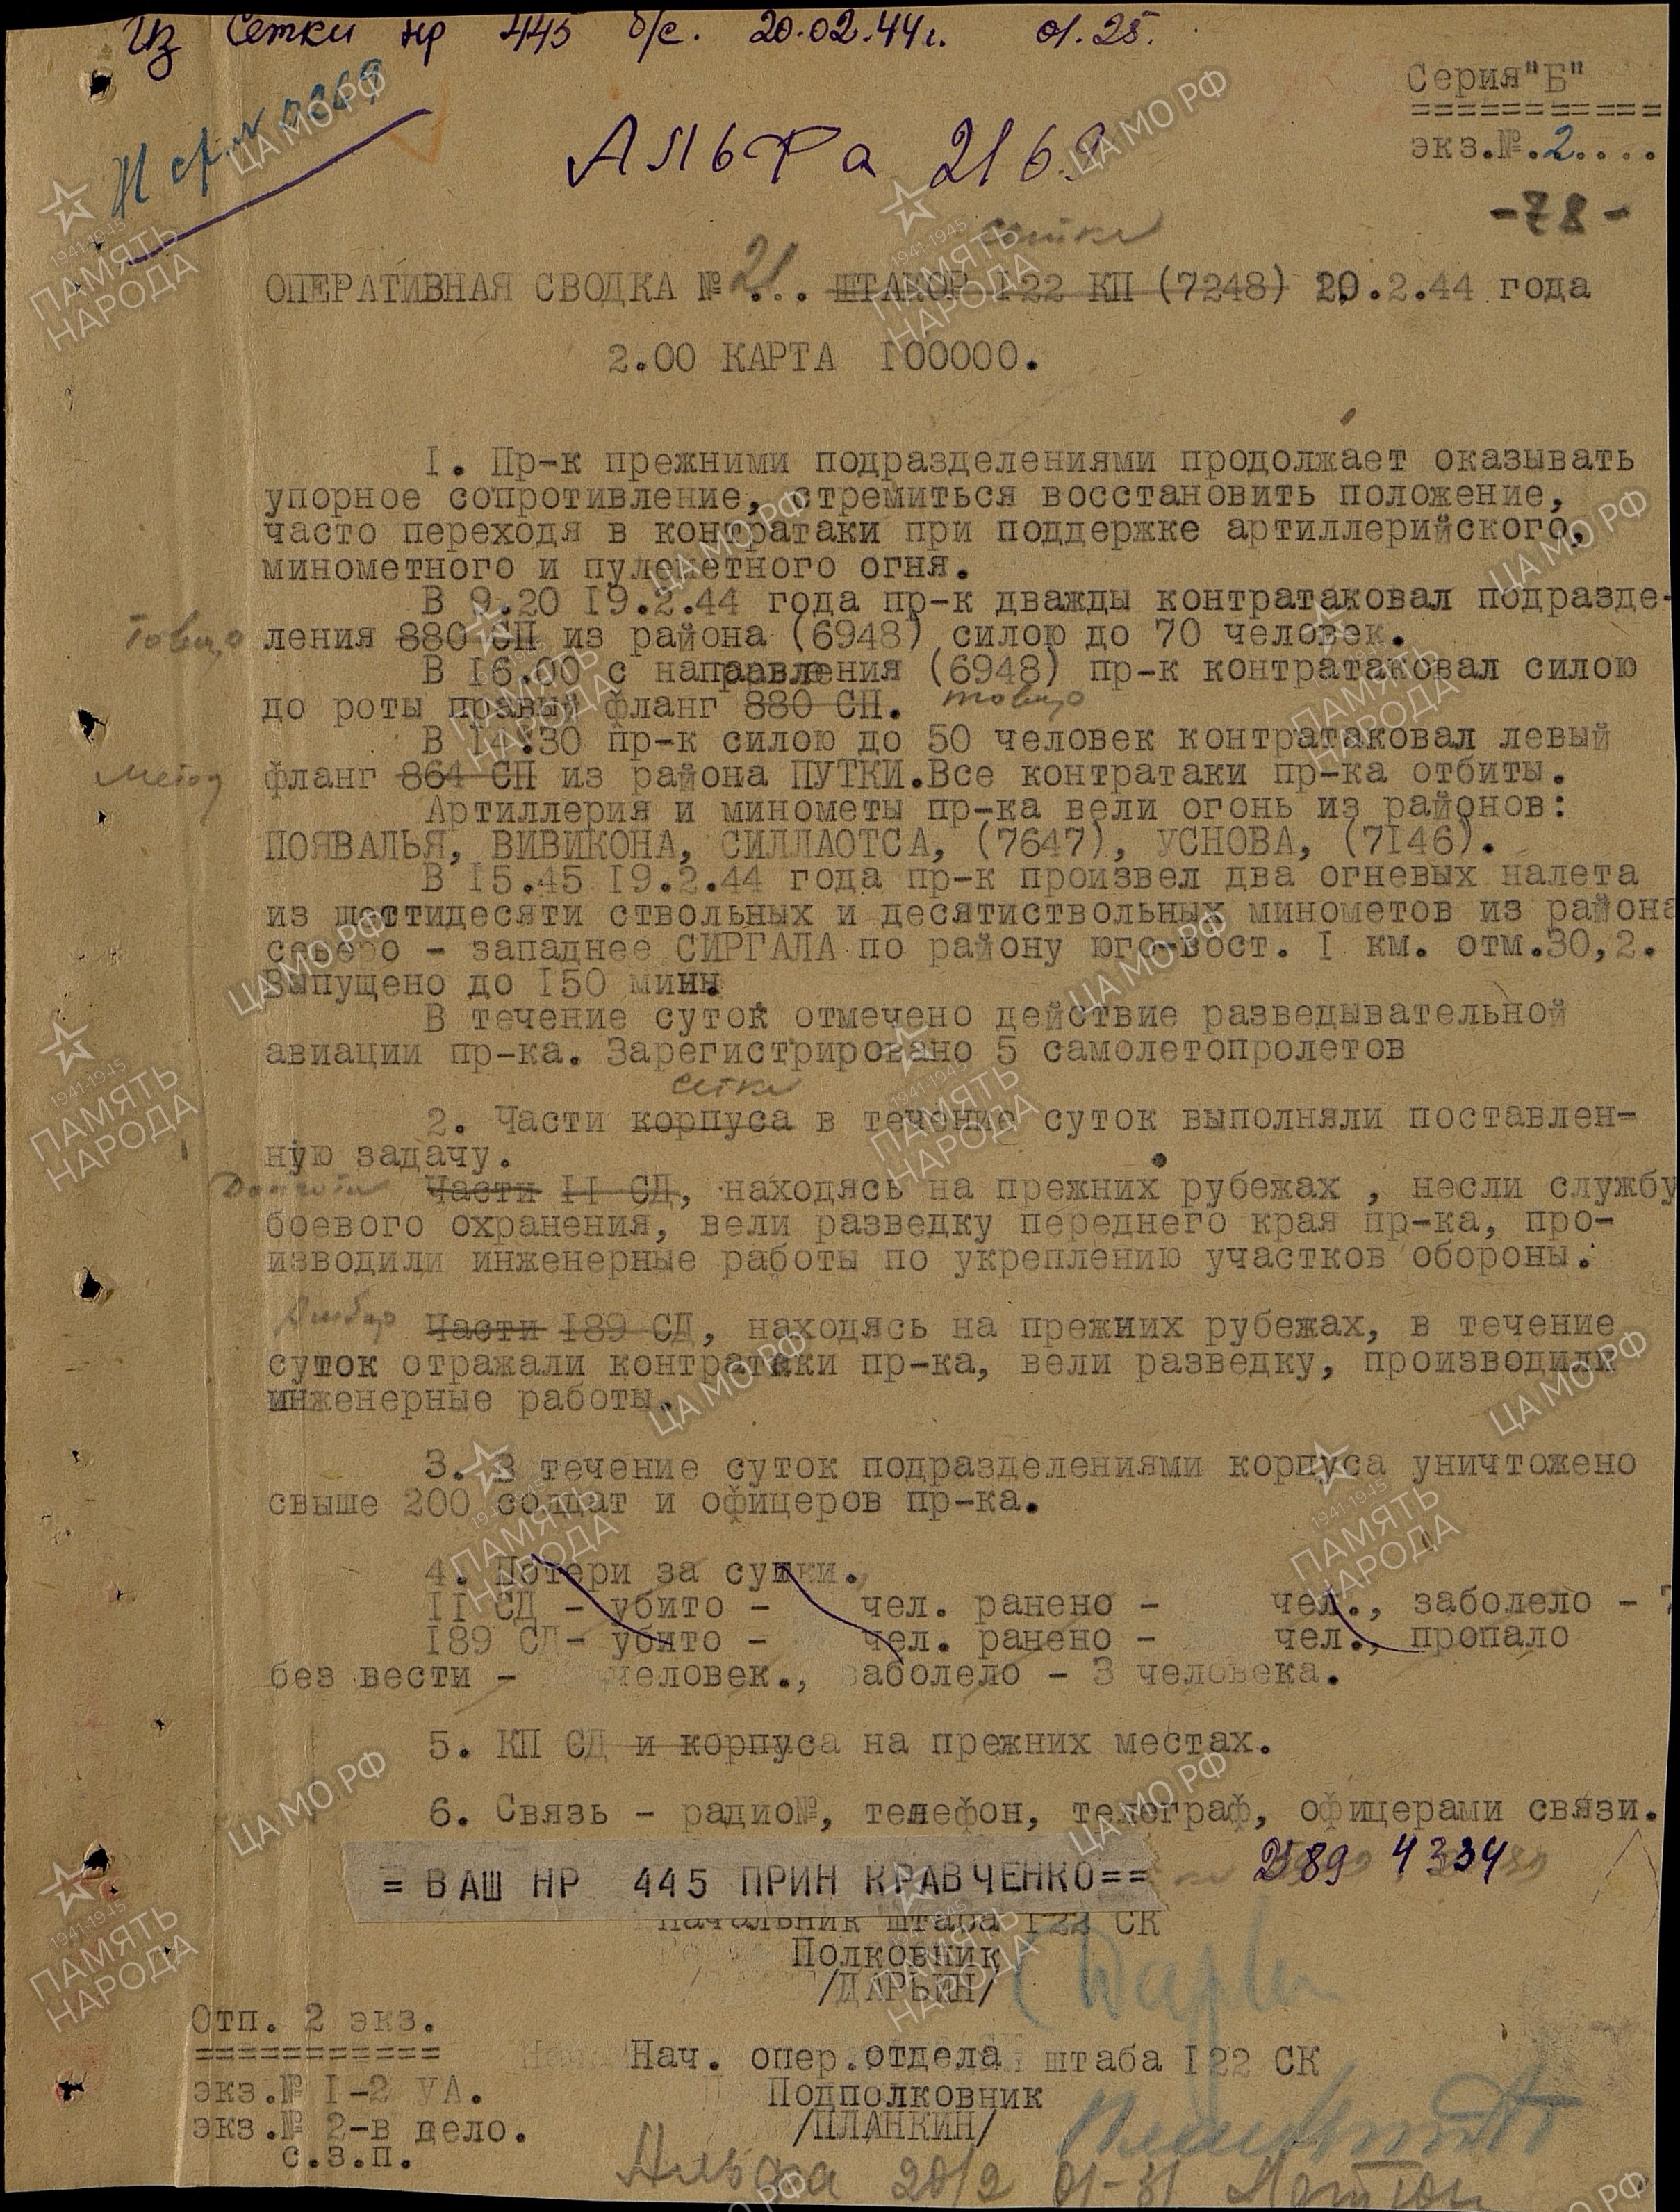 Из Сетки нр 445 б/с. 20.02.44г. 01.25.
Серия "Б"
===========
экз.№.2....
Альфа 2169
-78-
сетки
ОПЕРАТИВНАЯ СВОДКА №21... ШТАКОР 122 КП (7248) 20.2.44 года
2.00 КАРТА 100000.
1. Пр-к прежними подразделениями продолжает оказывать
упорное сопротивление, стремиться восстановить положение,
часто переходя в контратаки при поддержке артиллерийского,
минометного и пулеметного огня.
В 9.20 19.2.44 года пр-к дважды контратаковал подразде-
ления 880 СП из района (6948) силою до 70 человек.
В 16.00 с направления (6948) пр-к контратаковал силою
до роты правый фланг 880 СП.
В 14.30 пр-к силою до 50 человек контратаковал левый
фланг 864 СП из района ПУТКИ.Все контратаки пр-ка отбиты.
Артиллерия и минометы пр-ка вели огонь из районов:
ПОЯВАЛЬЯ, ВИВИКОНА, СИЛЛАОТСА, (7647), УСНОВА, (7146).
В 15.45 19.2.44 года пр-к произвел два огневых налета
из шестидесяти ствольных и десятиствольных минометов из района
северо - западнее СИРГАЛА по району юго-вост. 1 км. отм.30,2.
Выпущено до 150 мин.
В течение суток отмечено действие разведывательной
авиации пр-ка. Зарегистрировано 5 самолетопролетов
сетки
2. Части корпуса в течение суток выполняли поставлен-
ную задачу.
Части 11 СД, находясь на прежних рубежах , несли службу
боевого охранения, вели разведку переднего края пр-ка, про-
изводили инженерные работы по укреплению участков обороны.
Части 189 СД, находясь на прежних рубежах, в течение
суток отражали контратаки пр-ка, вели разведку, производили
инженерные работы.
3. В течение суток подразделениями корпуса уничтожено
свыше 200 солдат и офицеров пр-ка.
4. Потери за сутки.
11 СД - убито - чел. ранено - чел., заболело - 7
189 СД- убито - чел. ранено - чел., пропало
без вести - человек., заболело - 3 человека.
5. КП СД и корпуса на прежних местах.
6. Связь - радио№, телефон, телеграф, офицерами связи.
= ВАШ НР 445 ПРИН КРАВЧЕНКО==
Начальник штаба 122 СК
Полковник
/ДАРЬИН/
Отп. 2 экз.
===========
экз.№ 1-2 УА.
экз.№ 2-в дело.
с.з.п.
Нач. опер.отдела штаба 122 СК
Подполковник
/ПЛАНКИН/
Альфа 20/2 01-31